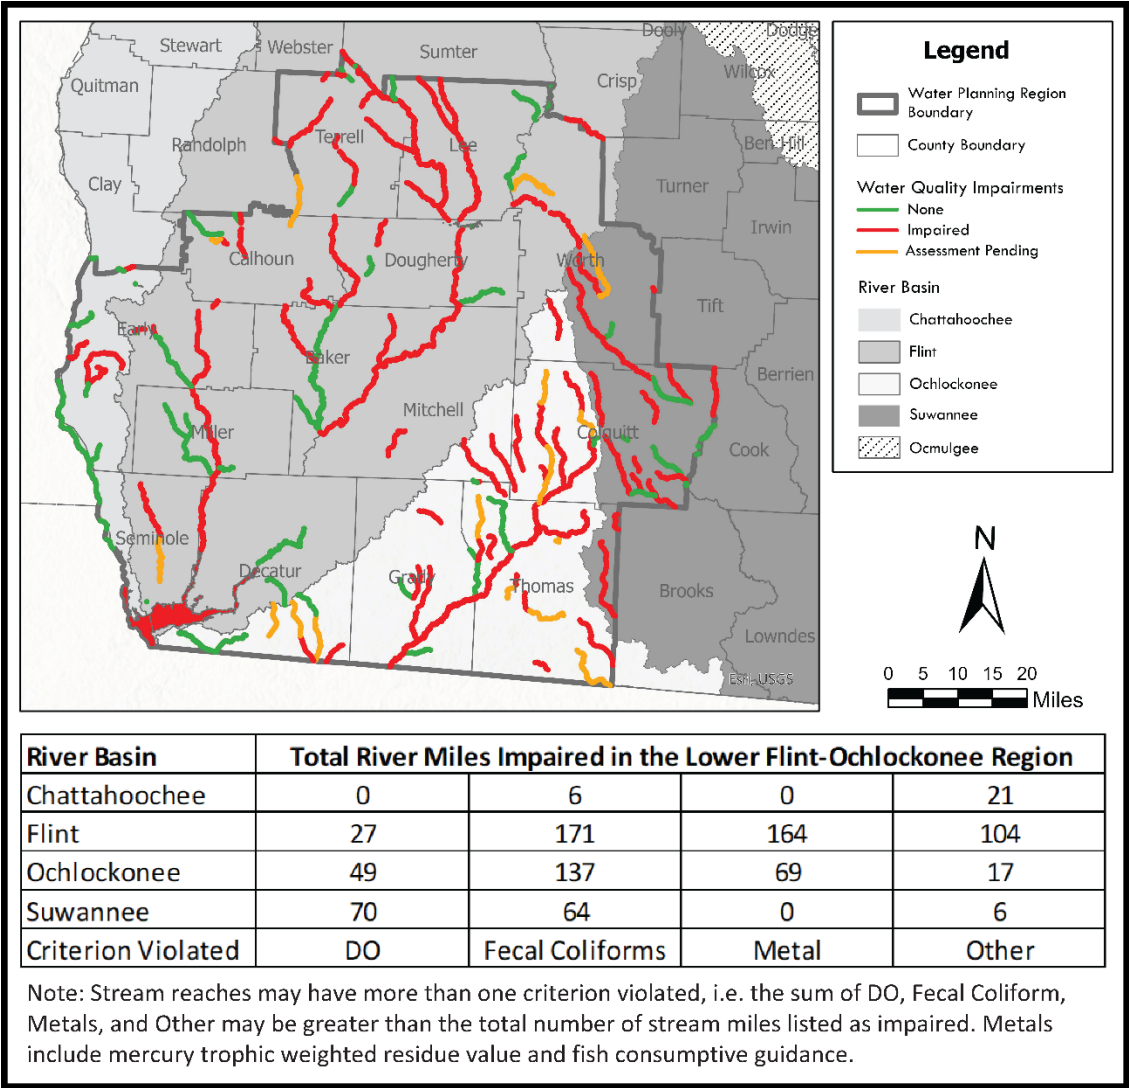 Stewart
Webster
Sumter
Dooly
Dodge
Quitman
Crisp
Wilcox
Randolph
Terrell
Lee
Ben Hill
Clay
Turner
Irwin
Calhoun
Dougherty
Worth
Tift
Early
Baker
Berrien
Mitchell
Miller
Colquitt
Cook
Seminole
Decatur
Grady
Thomas
Brooks
Lowndes
Esri, USGS
Legend
Water Planning Region
Boundary
County Boundary
Water Quality Impairments
None
Impaired
Assessment Pending
River Basin
Chattahoochee
Flint
Ochlockonee
Suwannee
Ocmulgee
N
0 5 10 15 20
Miles
River Basin Total River Miles Impaired in the Lower Flint-Ochlockonee Region
Chattahoochee 0 6 0 21
Flint 27 171 164 104
Ochlockonee 49 137 69 17
Suwannee 70 64 0 6
Criterion Violated DO Fecal Coliforms Metal Other
Note: Stream reaches may have more than one criterion violated, i.e. the sum of DO, Fecal Coliform,
Metals, and Other may be greater than the total number of stream miles listed as impaired. Metals
include mercury trophic weighted residue value and fish consumptive guidance.